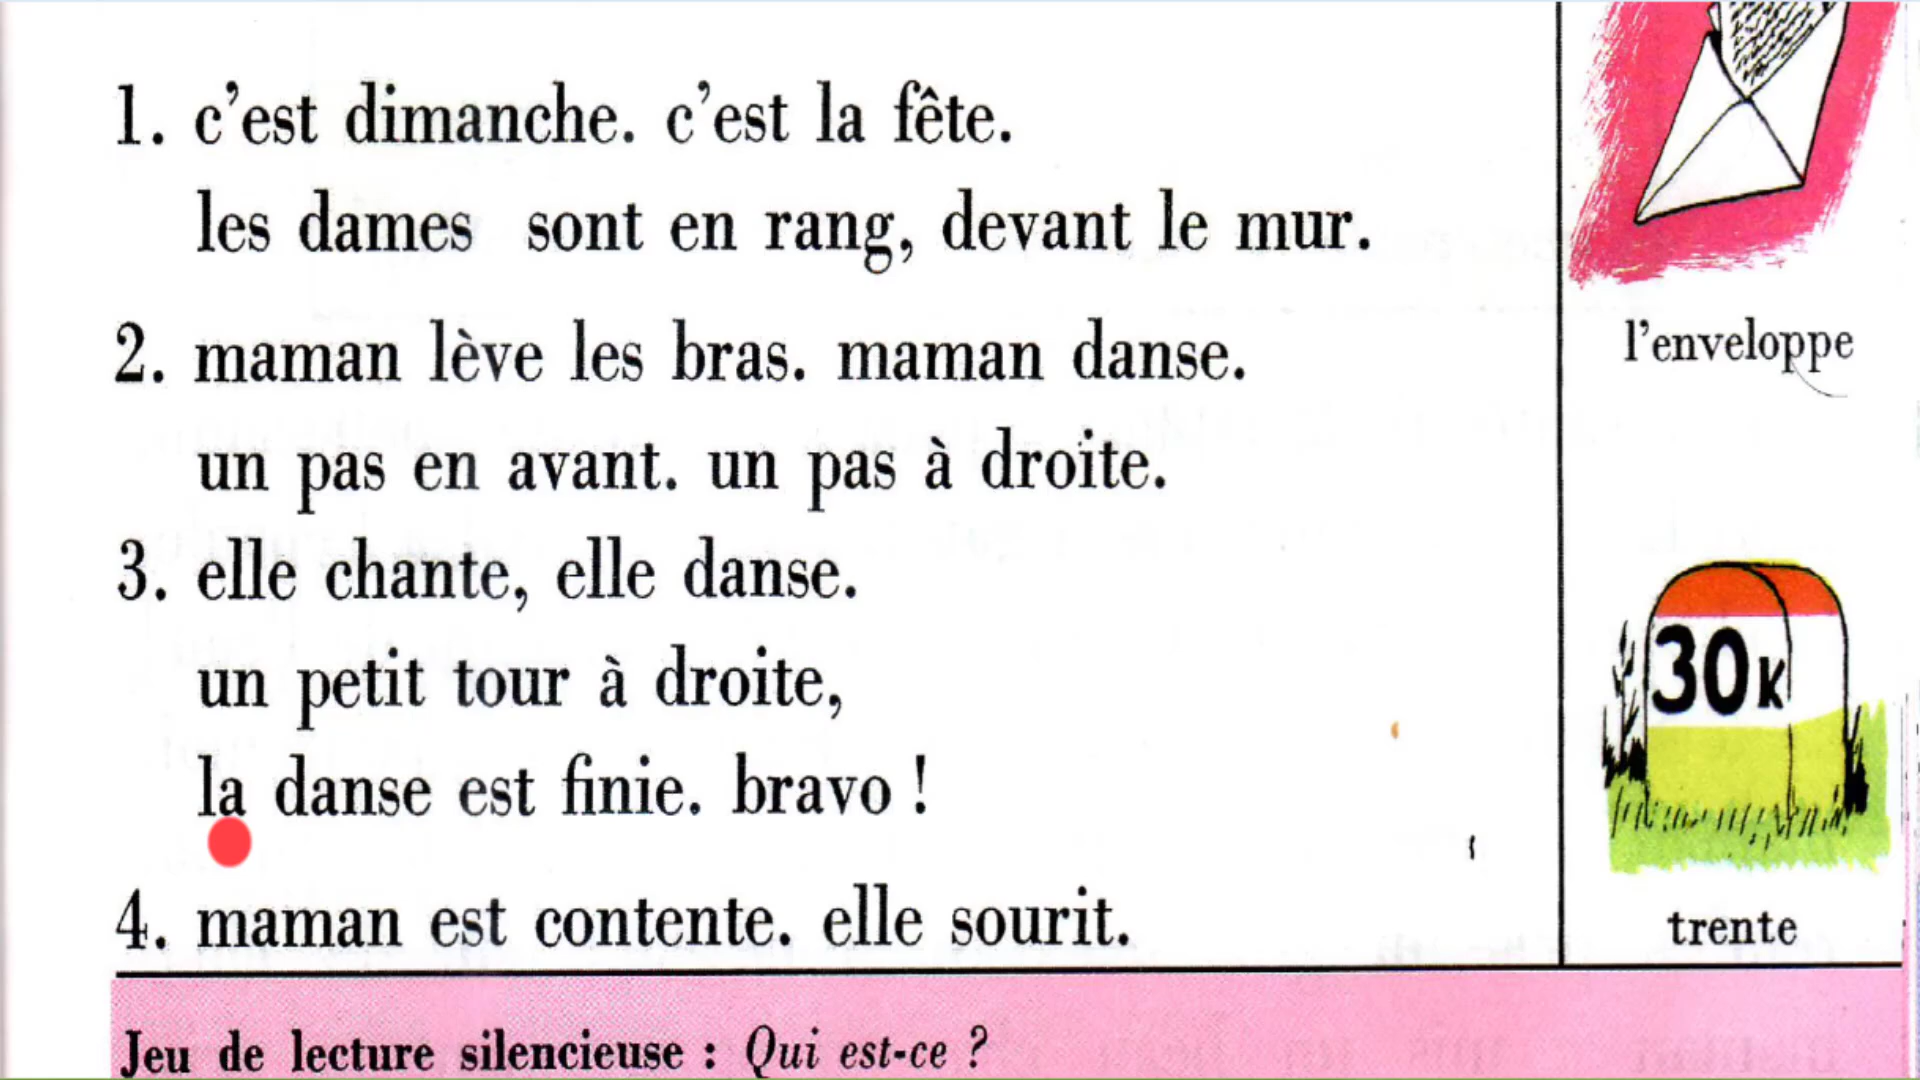 1. c'est dimanche. c'est la fête.
les dames sont en rang, devant le mur.
2. maman lève les bras. maman danse.
un pas en avant. un pas à droite.
3. elle chante, elle danse.
un petit tour à droite,
la danse est finie. bravo !
4. maman est contente. elle sourit.
l'enveloppe
30K
trente
Jeu de lecture silencieuse : Qui est-ce ?